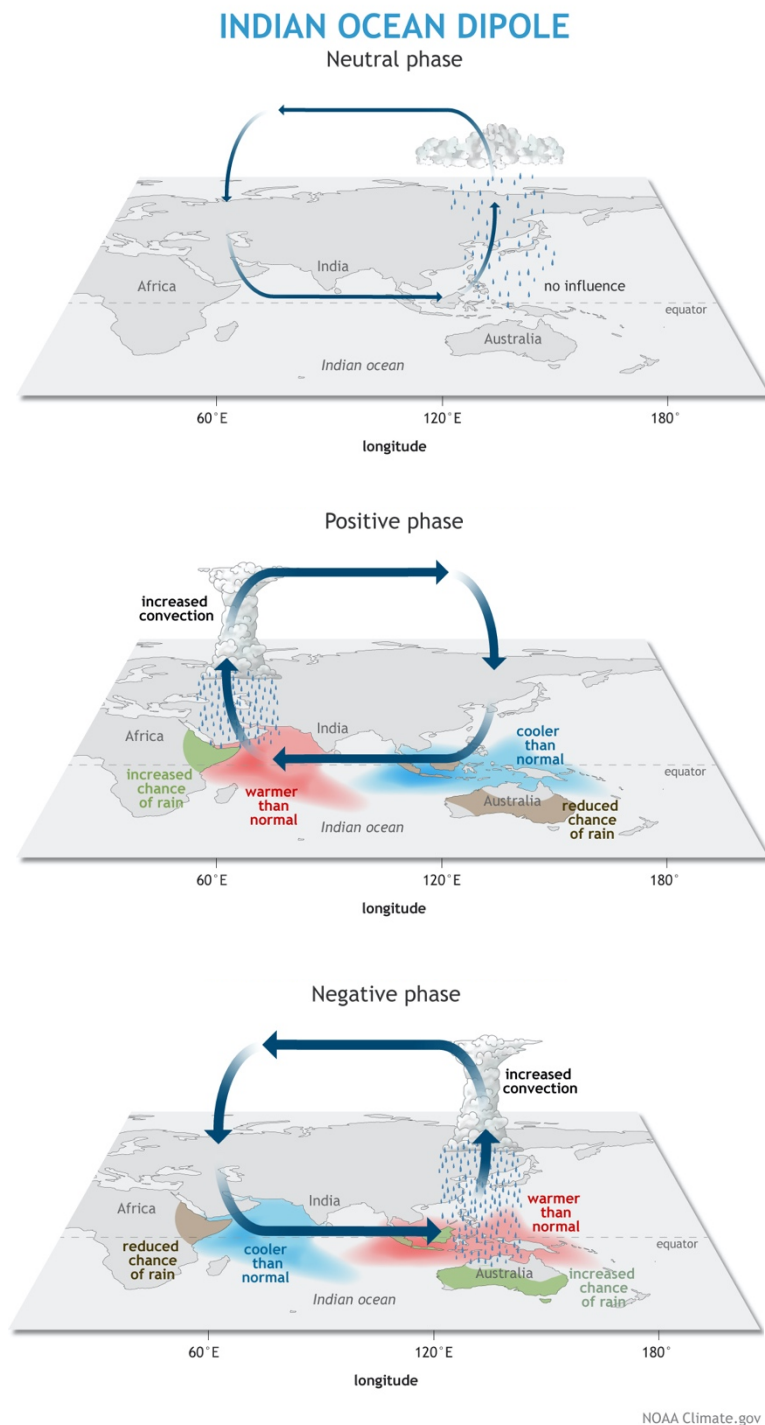 INDIAN OCEAN DIPOLE
Neutral phase
Africa
India
no influence
equator
Australia
Indian ocean
60°E
120°E
180°
longitude
Positive phase
increased
convection
Africa
India
cooler
than
normal
equator
increased
chance
of rain
warmer
than
normal
Australia
reduced
chance
of rain
Indian ocean
60°E
120°E
180°
longitude
Negative phase
increased
convection
Africa
India
warmer
than
normal
equator
reduced
chance
of rain
cooler
than
normal
Australia
increased
chance
of rain
Indian ocean
60°E
120°E
180°
longitude
NOAA Climate.gov